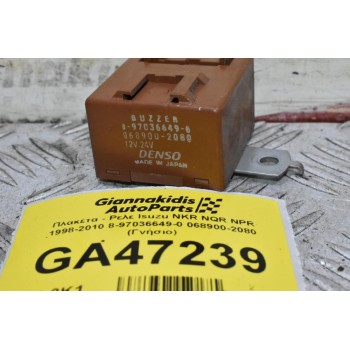 BUZZER
8-97036649-0
068900-2080
12V,24V
DENSO
MADE IN JAPAN
Giannakidis
AutoParts
Πλακέτα - Ρελέ Isuzu NKR NQR NPR
1998-2010 8-97036649-0 068900-2080
(Γνήσιο)
GA47239